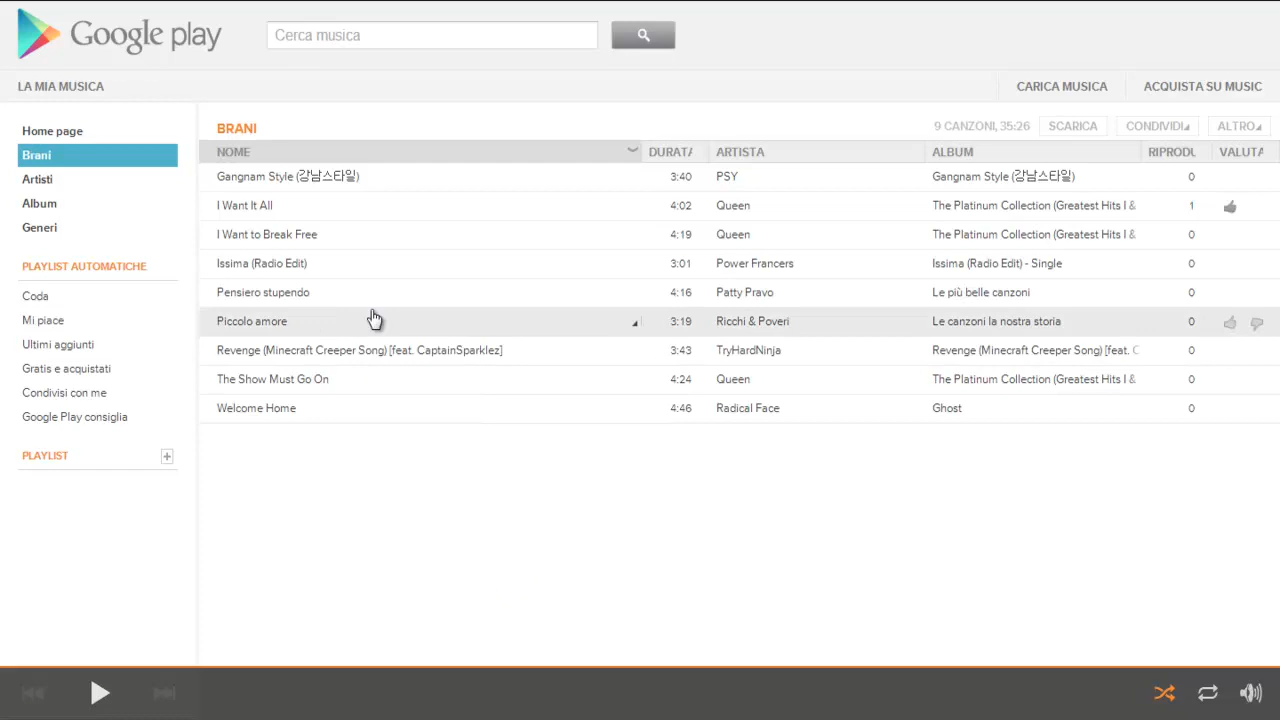 Google play
Cerca musica
LA MIA MUSICA
CARICA MUSICA
ACQUISTA SU MUSIC
Home page
Brani
Artisti
Album
Generi
PLAYLIST AUTOMATICHE
Coda
Mi piace
Ultimi aggiunti
Gratis e acquistati
Condivisi con me
Google Play consiglia
PLAYLIST
BRANI
9 CANZONI, 35:26 SCARICA CONDIVIDI ALTRO
NOME DURATA ARTISTA ALBUM RIPRODU VALUTA
Gangnam Style (강남스타일) 3:40 PSY Gangnam Style (강남스타일) 0
I Want It All 4:02 Queen The Platinum Collection (Greatest Hits I & 1
I Want to Break Free 4:19 Queen The Platinum Collection (Greatest Hits I & 0
Issima (Radio Edit) 3:01 Power Francers Issima (Radio Edit) - Single 0
Pensiero stupendo 4:16 Patty Pravo Le più belle canzoni 0
Piccolo amore 3:19 Ricchi & Poveri Le canzoni la nostra storia 0
Revenge (Minecraft Creeper Song) [feat. CaptainSparklez] 3:43 TryHardNinja Revenge (Minecraft Creeper Song) [feat. C 0
The Show Must Go On 4:24 Queen The Platinum Collection (Greatest Hits I & 0
Welcome Home 4:46 Radical Face Ghost 0